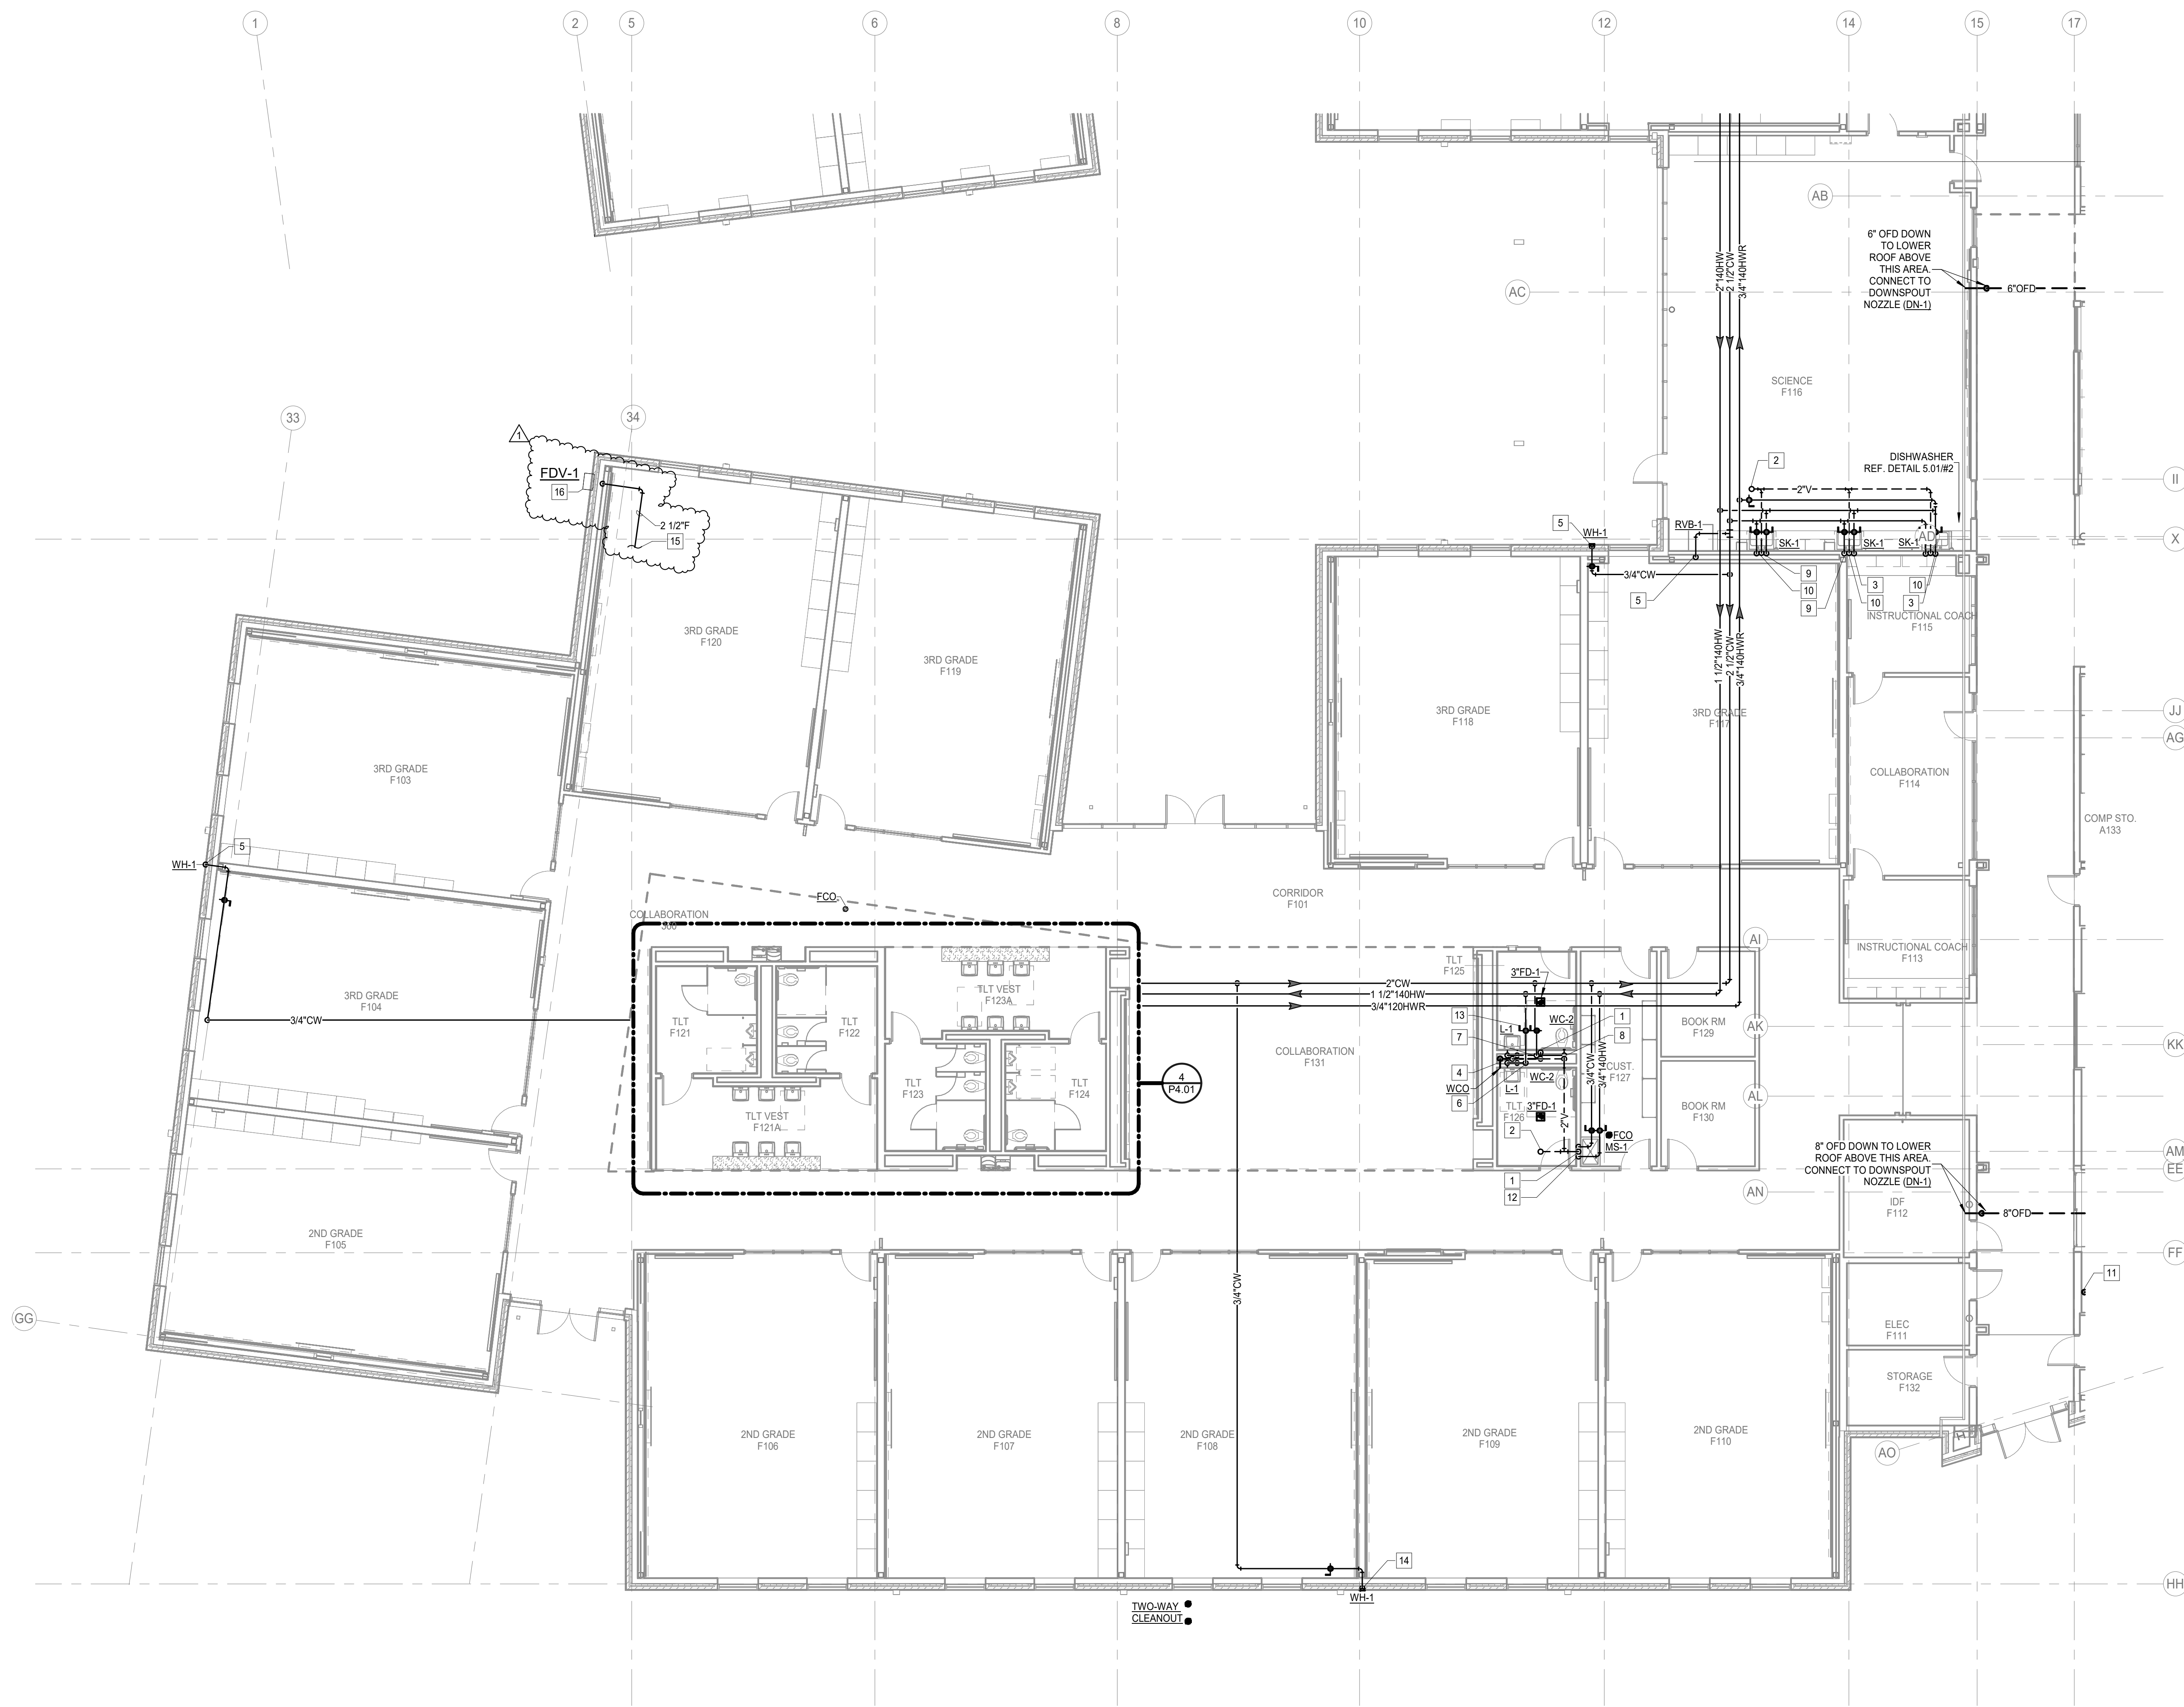 1
2
5
6
8
10
12
14
15
17
AB
6" OFD DOWN
TO LOWER
ROOF ABOVE
THIS AREA.
CONNECT TO
DOWNSPOUT
NOZZLE (DN-1)
6"OFD
AC
2"140HW
2 1/2"CW
3/4"140HWR
SCIENCE
F116
33
34
1
FDV-1
16
2 1/2"F
15
2
DISHWASHER
REF. DETAIL 5.01/#2
II
2"V
5
WH-1
RVB-1
SK-1
SK-1
SK-1
AD
X
3/4"CW
5
9
10
9
3
10
10
3
INSTRUCTIONAL COACH
F115
3RD GRADE
F120
3RD GRADE
F119
1 1/2"140HW
2 1/2"CW
3/4"140HWR
3RD GRADE
F118
3RD GRADE
F117
JJ
AG
3RD GRADE
F103
COLLABORATION
F114
COMP STO.
A133
5
WH-1
CORRIDOR
F101
FCO
COLLABORATION
300
AI
INSTRUCTIONAL COACH
F113
TLT
F125
3"FD-1
2"CW
1 1/2"140HW
3/4"120HWR
3RD GRADE
F104
3/4"CW
TLT VEST
F123A
TLT
F121
TLT
F122
13
L-1
WC-2
1
7
8
BOOK RM
F129
AK
KK
COLLABORATION
F131
4
P4.01
4
WCO
6
L-1
WC-2
3/4"CW
3/4"140HW
CUST.
F127
TLT
F123
TLT
F124
TLT
F126
3"FD-1
2"V
BOOK RM
F130
AL
TLT VEST
F121A
2
FCO
MS-1
1
12
8" OFD DOWN TO LOWER
ROOF ABOVE THIS AREA.
CONNECT TO DOWNSPOUT
NOZZLE (DN-1)
AM
EE
AN
IDF
F112
8"OFD
2ND GRADE
F105
FF
3/4"CW
11
GG
ELEC
F111
STORAGE
F132
2ND GRADE
F106
2ND GRADE
F107
2ND GRADE
F108
2ND GRADE
F109
2ND GRADE
F110
AO
14
WH-1
HH
TWO-WAY
CLEANOUT